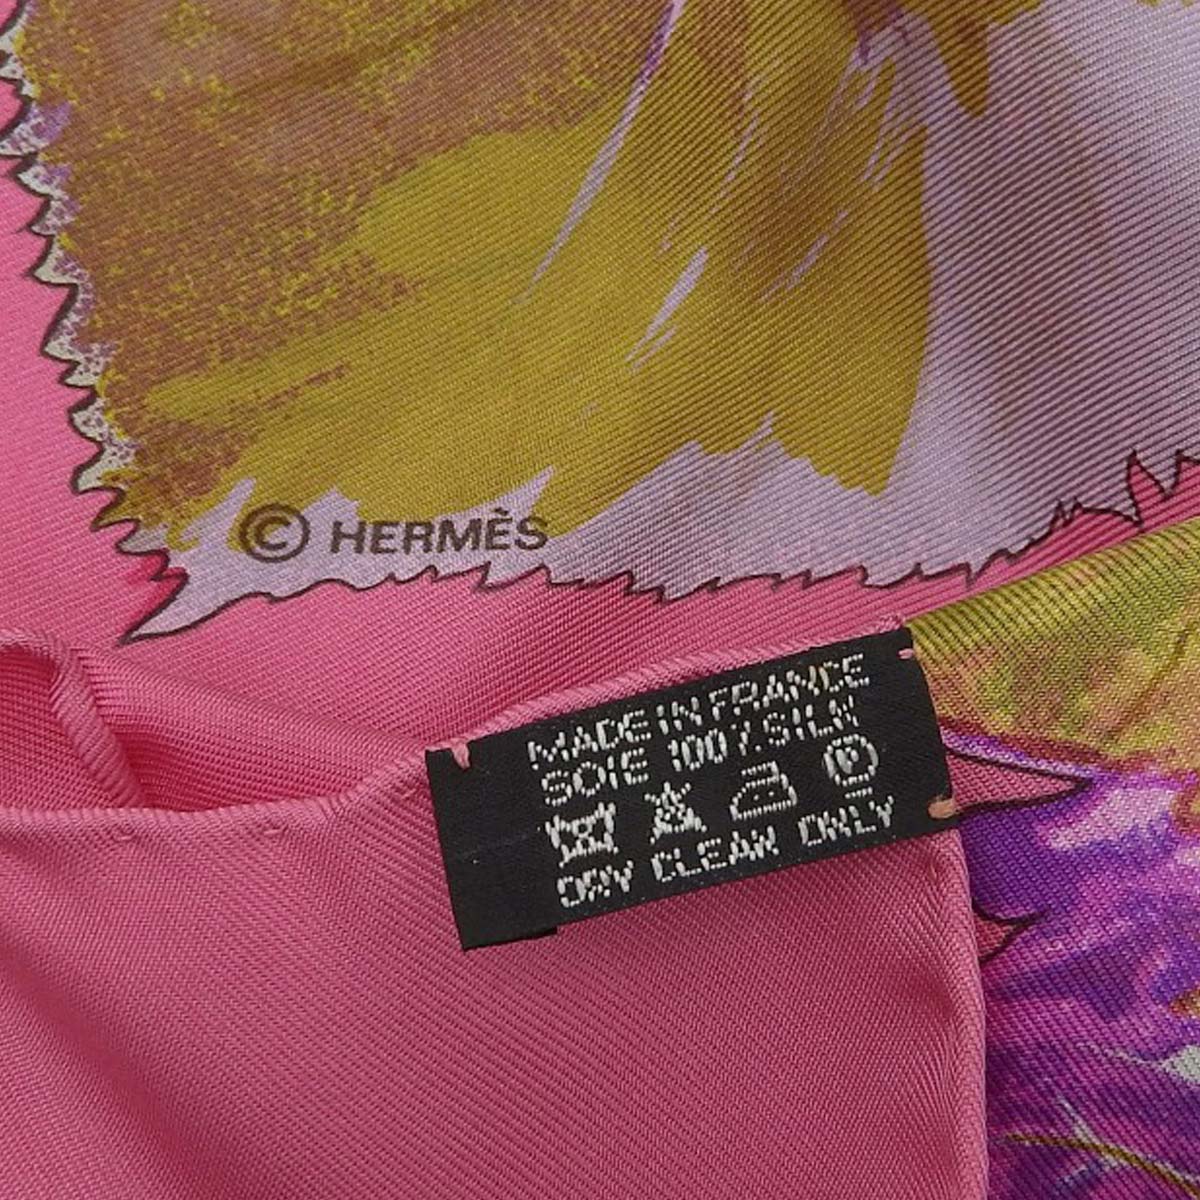 © HERMÈS
MADE IN FRANCE
SOIE 100% SILK
P
DRY CLEAN ONLY